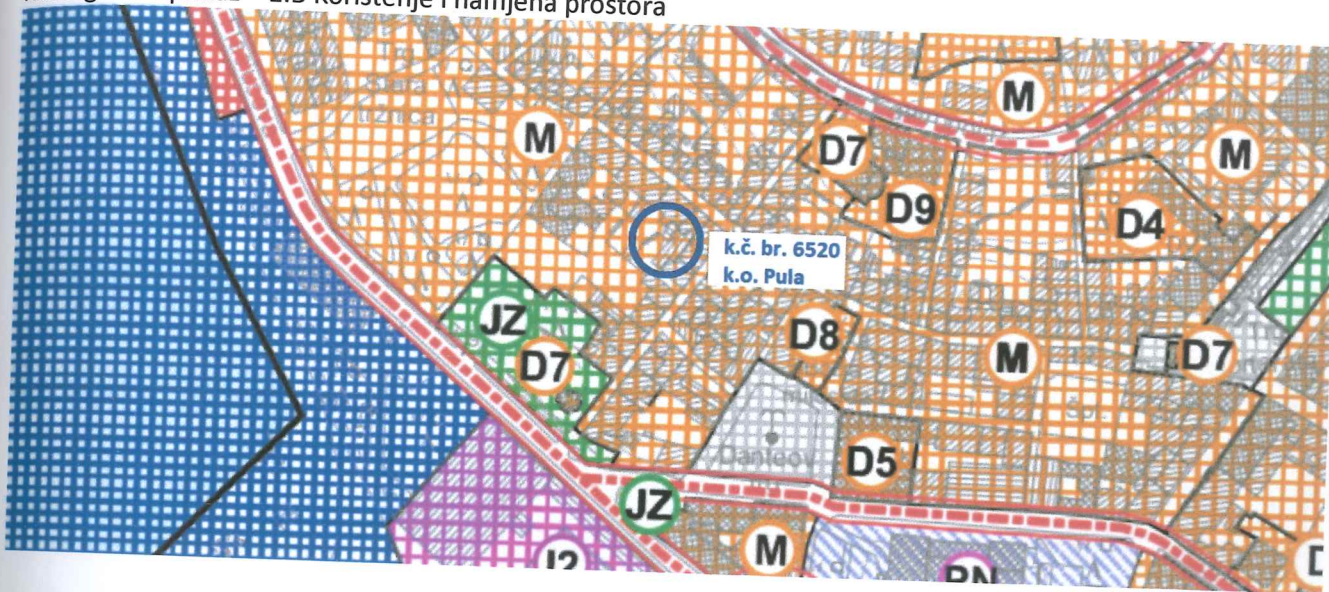 korištenje i namjena prostora
M
M
D7
M
D9
D4
k.č. br. 6520
k.o. Pula
JZ
D8
D7
M
D7
D5
JZ
M